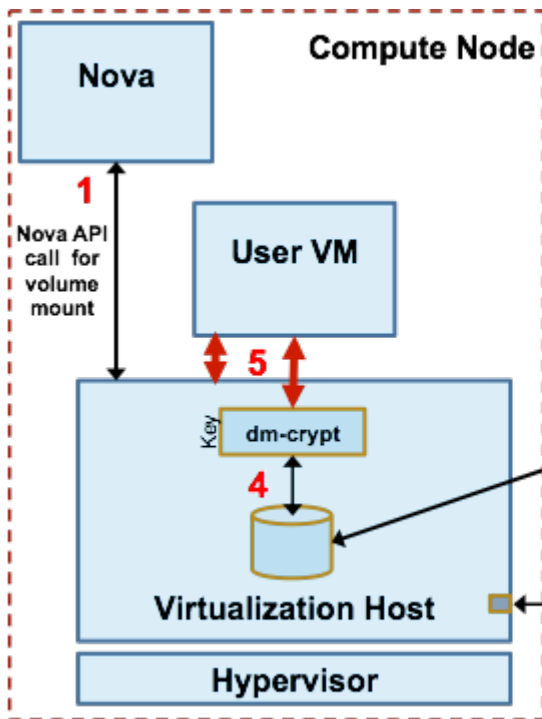 Compute Node
Nova
1
Nova API
call for
volume
mount
User VM
5
Key
dm-crypt
4
Virtualization Host
Hypervisor